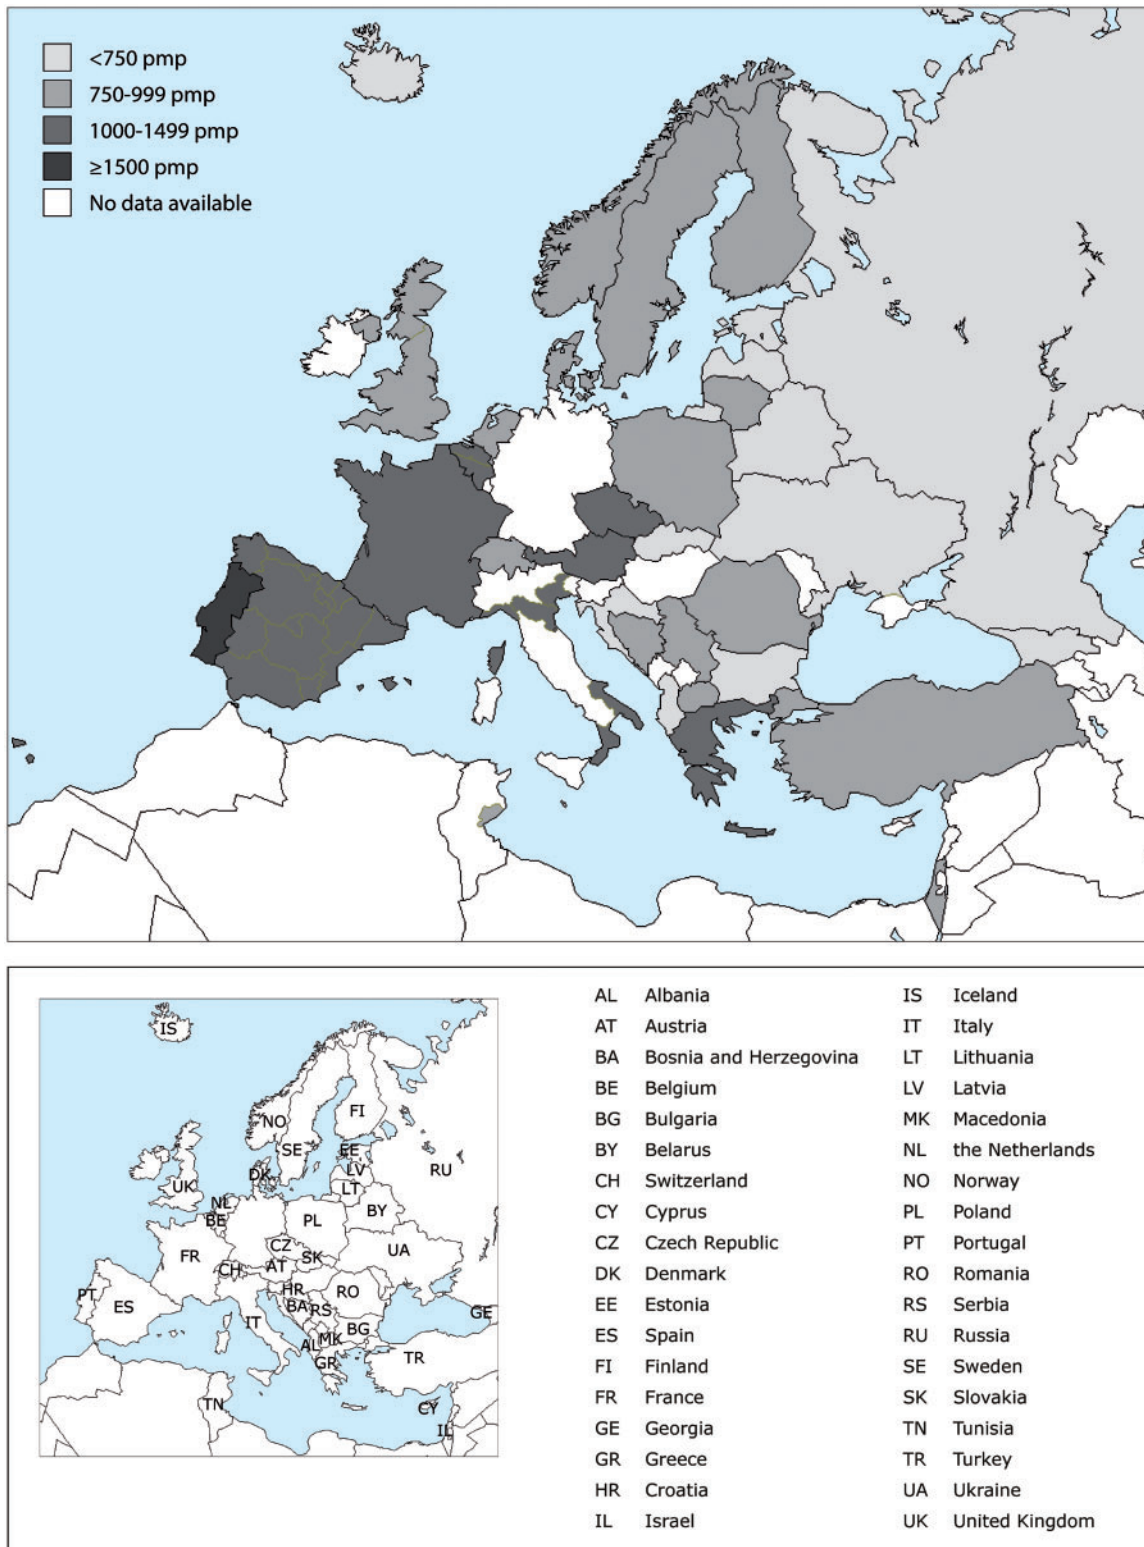 <750 pmp
750-999 pmp
1000-1499 pmp
≥1500 pmp
No data available
IS
NO
FI
SE
EE
RU
DK
LV
LT
UK
NL
BE
BY
PL
CZ
UA
FR
SK
CH
AT
HR
RO
PT
ES
BA
RS
IT
BG
GE
MK
AL
GR
TR
TN
CY
IL
AL Albania
AT Austria
BA Bosnia and Herzegovina
BE Belgium
BG Bulgaria
BY Belarus
CH Switzerland
CY Cyprus
CZ Czech Republic
DK Denmark
EE Estonia
ES Spain
FI Finland
FR France
GE Georgia
GR Greece
HR Croatia
IL Israel
IS Iceland
IT Italy
LT Lithuania
LV Latvia
MK Macedonia
NL the Netherlands
NO Norway
PL Poland
PT Portugal
RO Romania
RS Serbia
RU Russia
SE Sweden
SK Slovakia
TN Tunisia
TR Turkey
UA Ukraine
UK United Kingdom